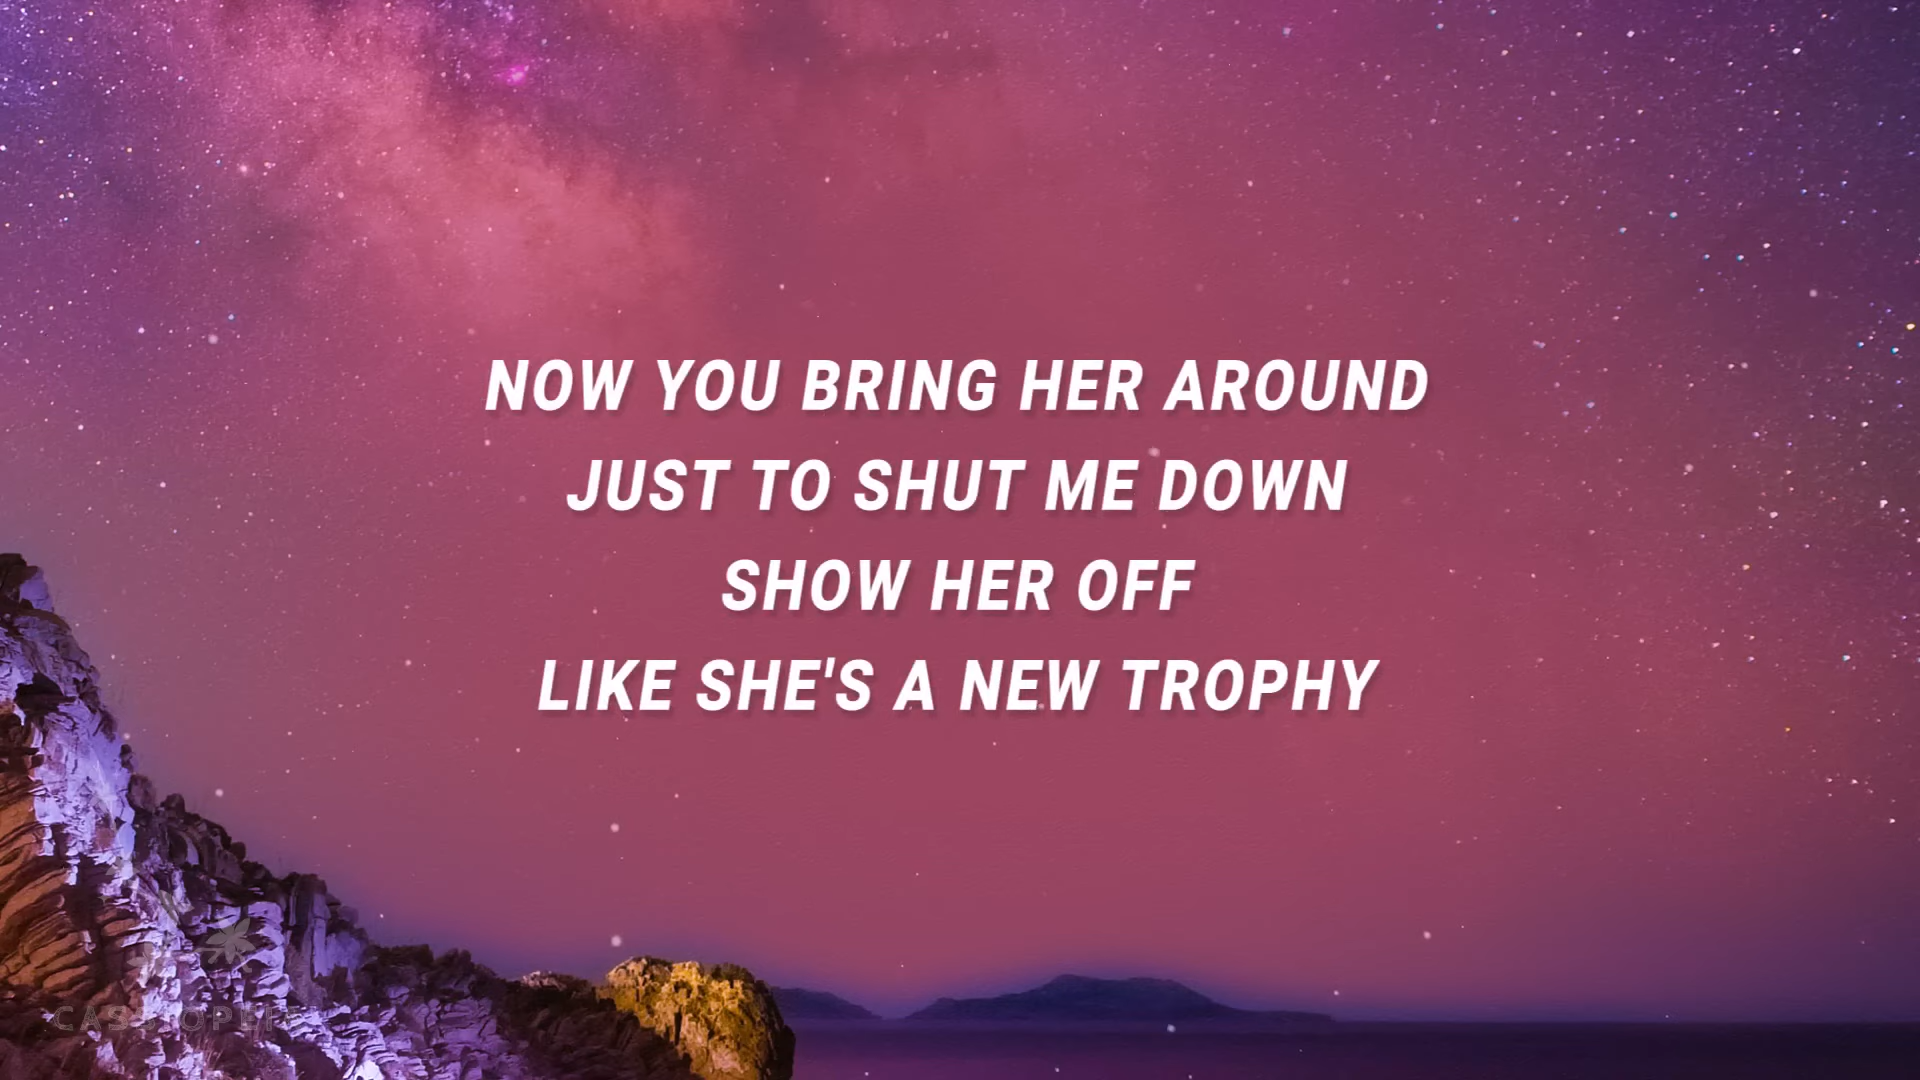 NOW YOU BRING HER AROUND
JUST TO SHUT ME DOWN
SHOW HER OFF
LIKE SHE'S A NEW TROPHY